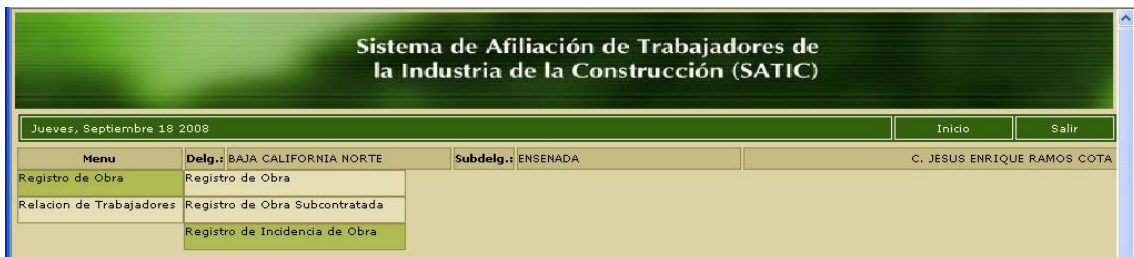 Sistema de Afiliación de Trabajadores de
la Industria de la Construcción (SATIC)
Jueves, Septiembre 18 2008 Inicio Salir
Menu Delg.: BAJA CALIFORNIA NORTE Subdelg.: ENSENADA C. JESUS ENRIQUE RAMOS COTA
Registro de Obra Registro de Obra
Relacion de Trabajadores Registro de Obra Subcontratada
Registro de Incidencia de Obra